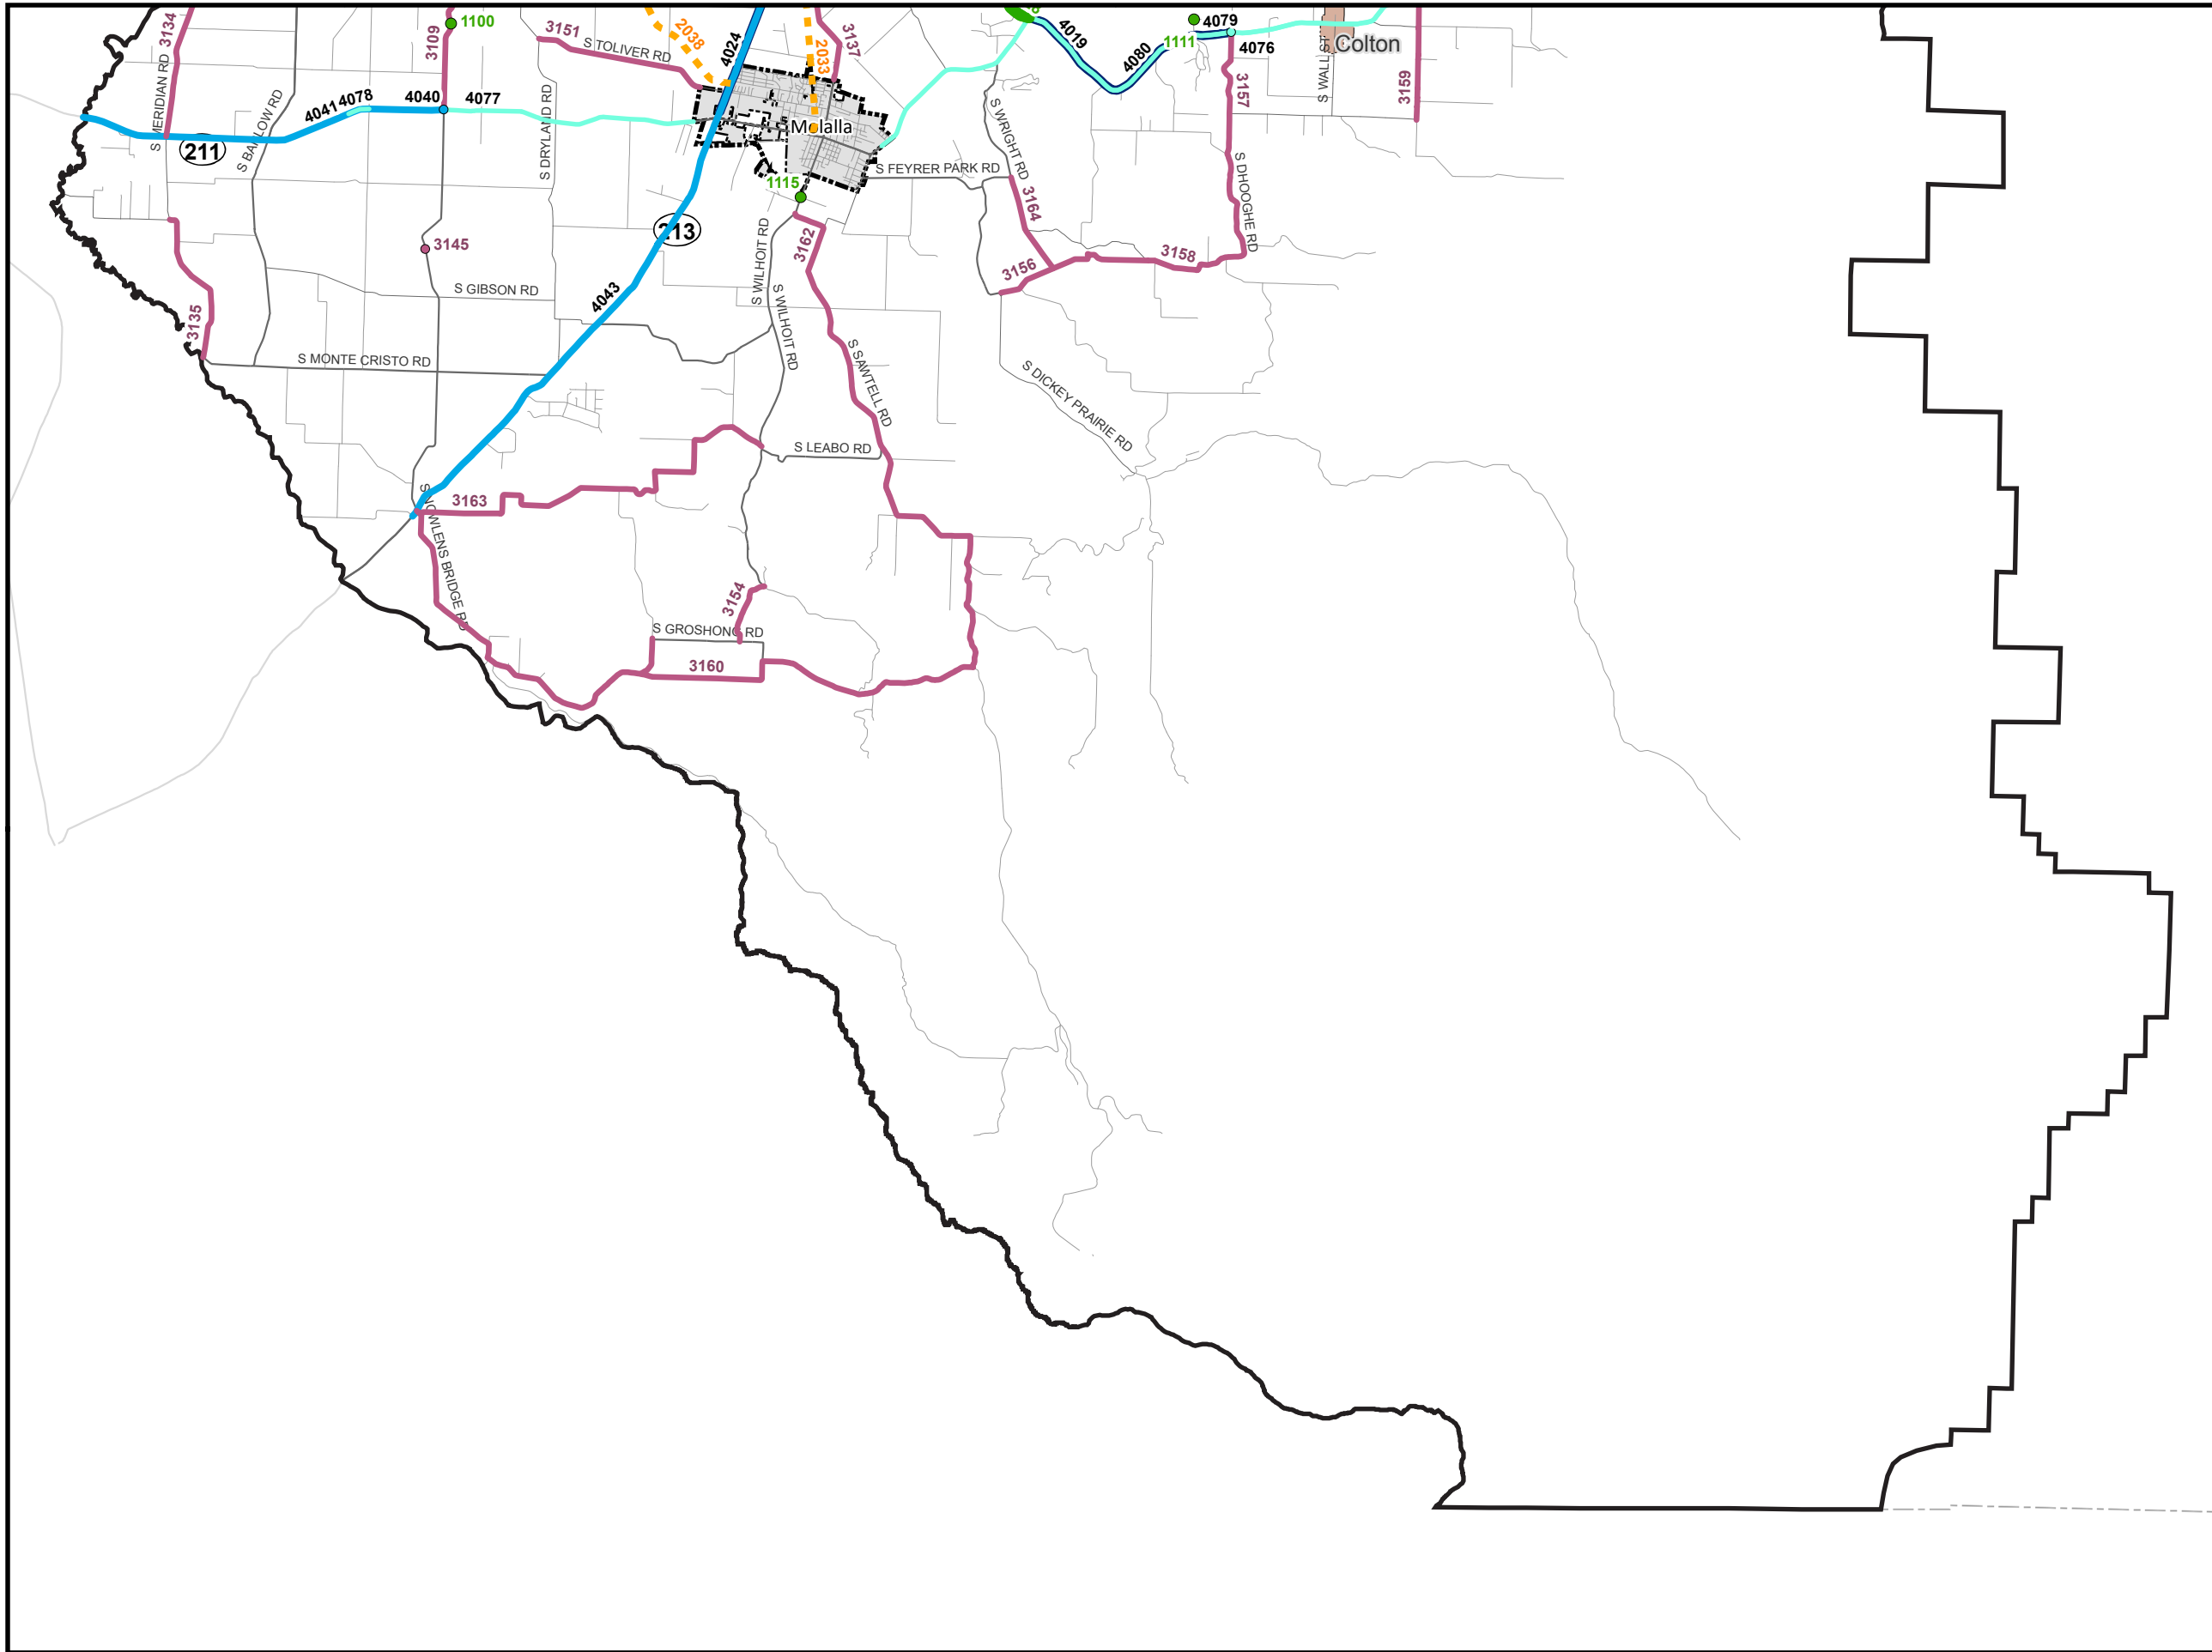 3134
3109
1100
3151
S TOLIVER RD
2038
4024
2033
3137
4019
4080
4079
1111
4076
Colton
S WALL ST
3159
3157
S MERIDIAN RD
S BARLOW RD
4041
4078
4040
4077
S DRYLAND RD
Molalla
211
S WRIGHT RD
S FEYRER PARK RD
1115
3164
S DHOOGHE RD
213
3145
S WILHOIT RD
3162
3156
3158
S GIBSON RD
4043
S WILHOIT RD
3135
S MONTE CRISTO RD
S SAWTELL RD
S DICKEY PRAIRIE RD
S LEABO RD
3163
S NOWLENS BRIDGE RD
3154
S GROSHONG RD
3160